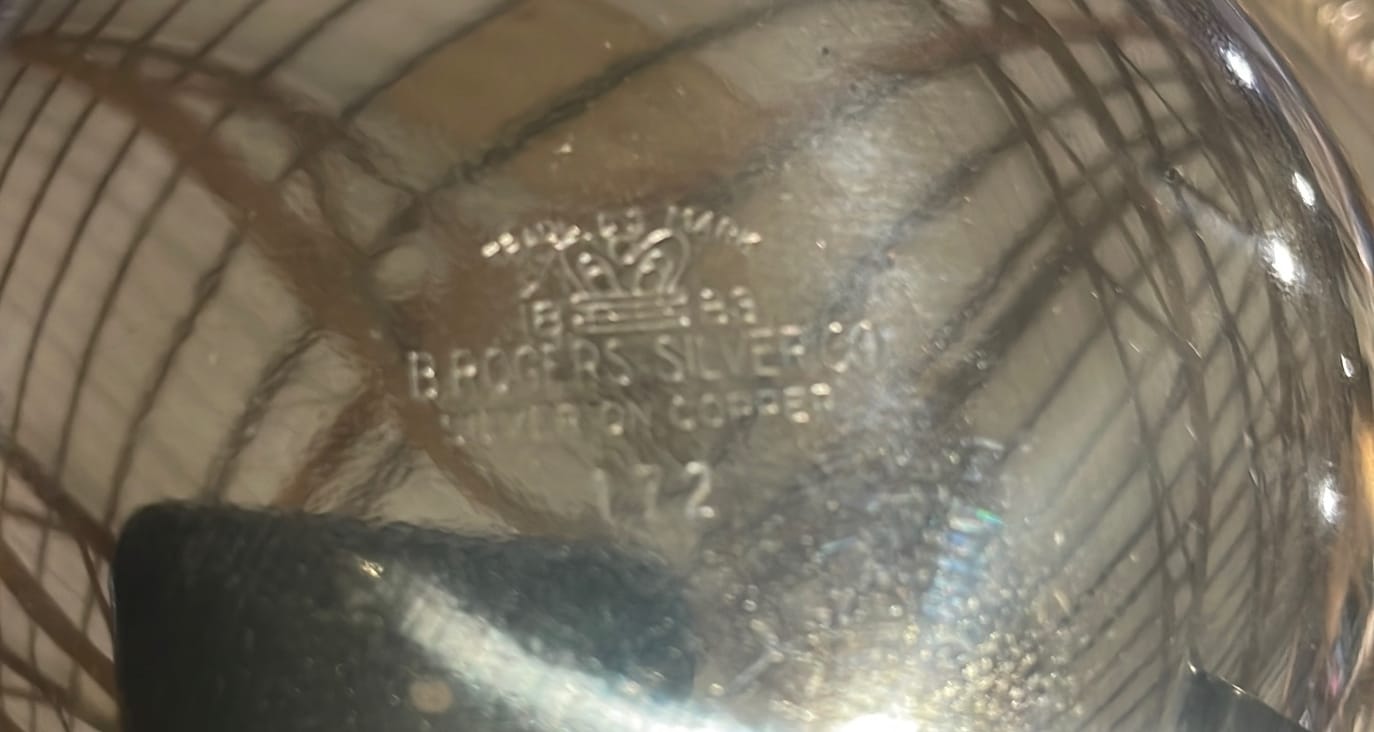 TRADE MARK
18 83
B. ROGERS SILVER CO
SILVER ON COPPER
172